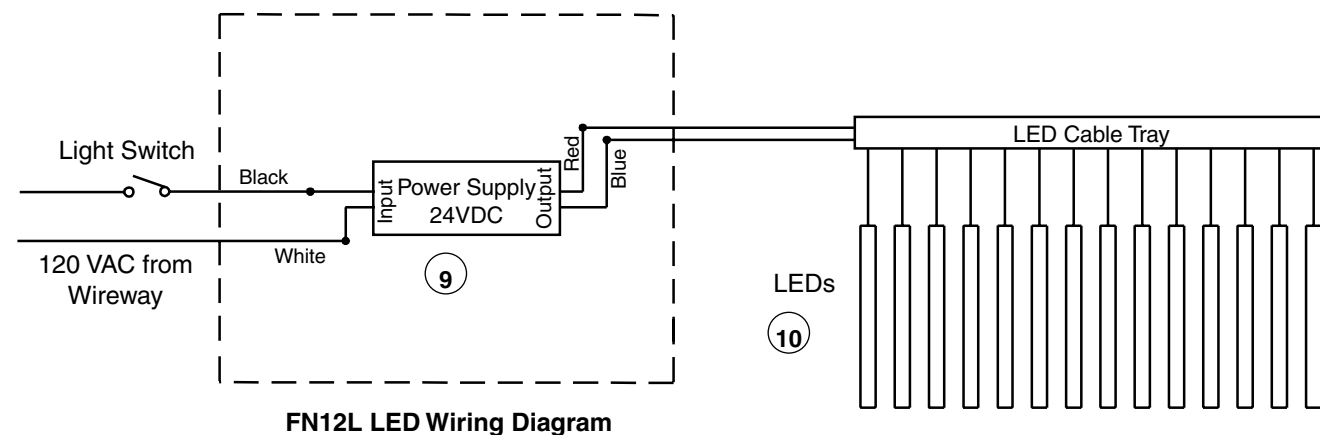 Light Switch
Black
Input
Power Supply
24VDC
Output
Red
Blue
LED Cable Tray
White
120 VAC from
Wireway
9
LEDs
10
FN12L LED Wiring Diagram